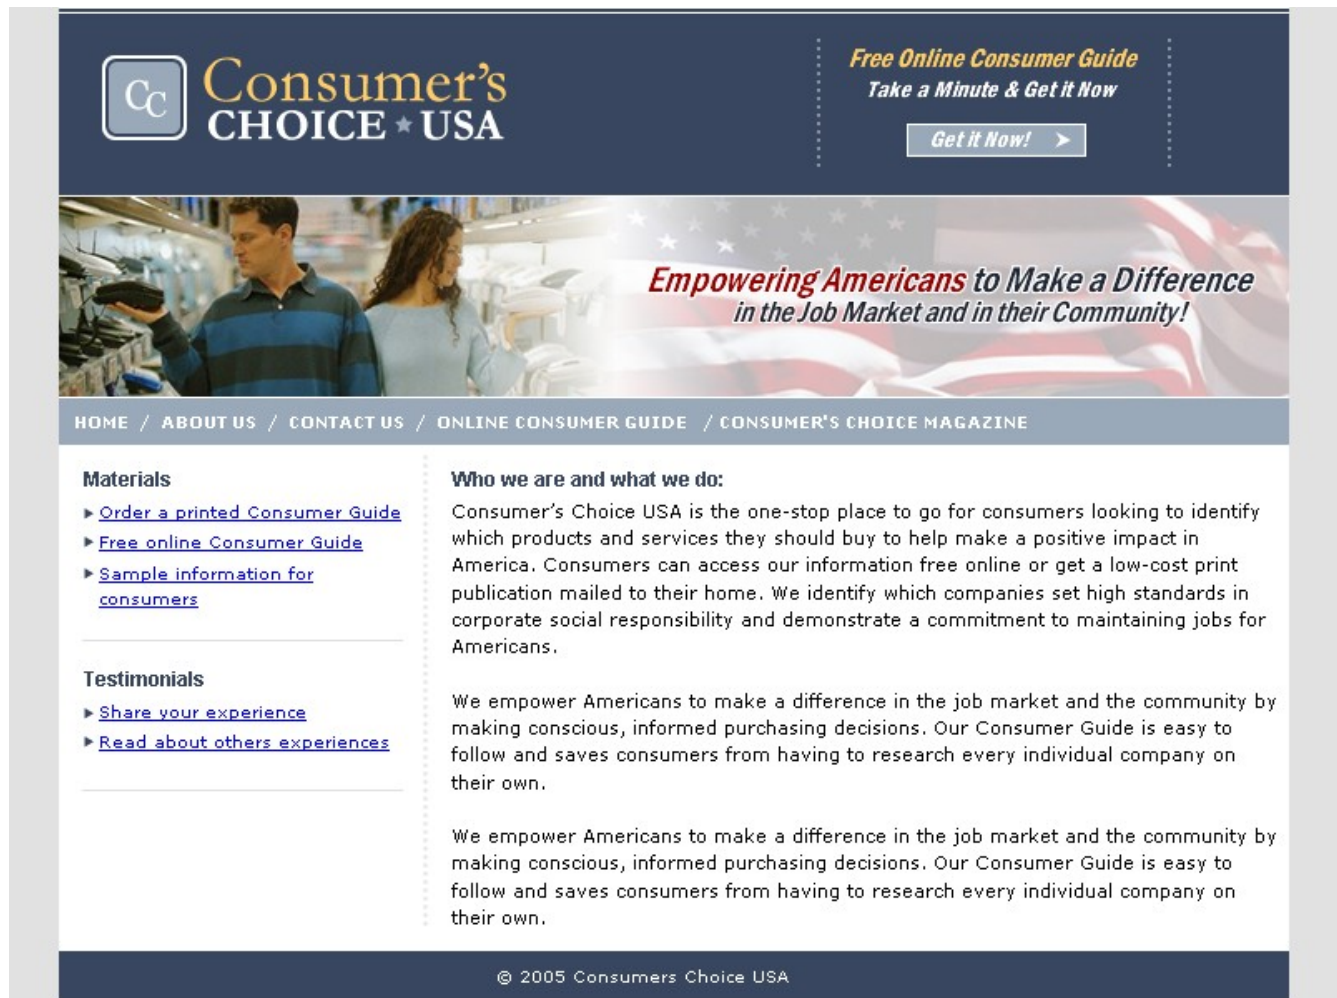 CC Consumer's
CHOICE ★ USA
Free Online Consumer Guide
Take a Minute & Get it Now
Get it Now!
Empowering Americans to Make a Difference
in the Job Market and in their Community!
HOME / ABOUT US / CONTACT US / ONLINE CONSUMER GUIDE / CONSUMER'S CHOICE MAGAZINE
Materials
Order a printed Consumer Guide
Free online Consumer Guide
Sample information for
consumers
Testimonials
Share your experience
Read about others experiences
Who we are and what we do:
Consumer's Choice USA is the one-stop place to go for consumers looking to identify
which products and services they should buy to help make a positive impact in
America. Consumers can access our information free online or get a low-cost print
publication mailed to their home. We identify which companies set high standards in
corporate social responsibility and demonstrate a commitment to maintaining jobs for
Americans.
We empower Americans to make a difference in the job market and the community by
making conscious, informed purchasing decisions. Our Consumer Guide is easy to
follow and saves consumers from having to research every individual company on
their own.
We empower Americans to make a difference in the job market and the community by
making conscious, informed purchasing decisions. Our Consumer Guide is easy to
follow and saves consumers from having to research every individual company on
their own.
© 2005 Consumers Choice USA